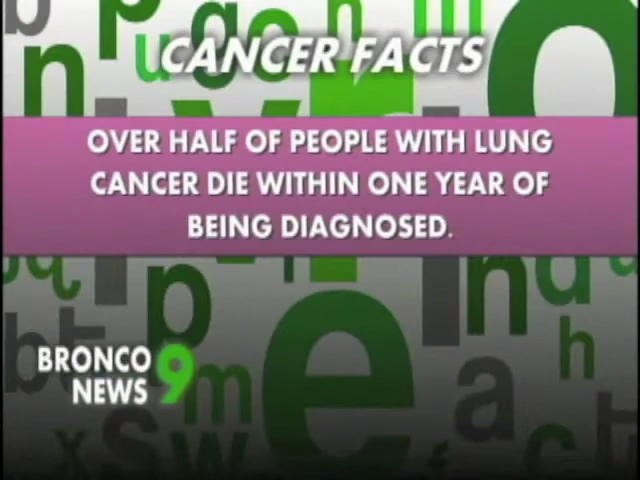 CANCER FACTS
OVER HALF OF PEOPLE WITH LUNG
CANCER DIE WITHIN ONE YEAR OF
BEING DIAGNOSED.
BRONCO
NEWS 9